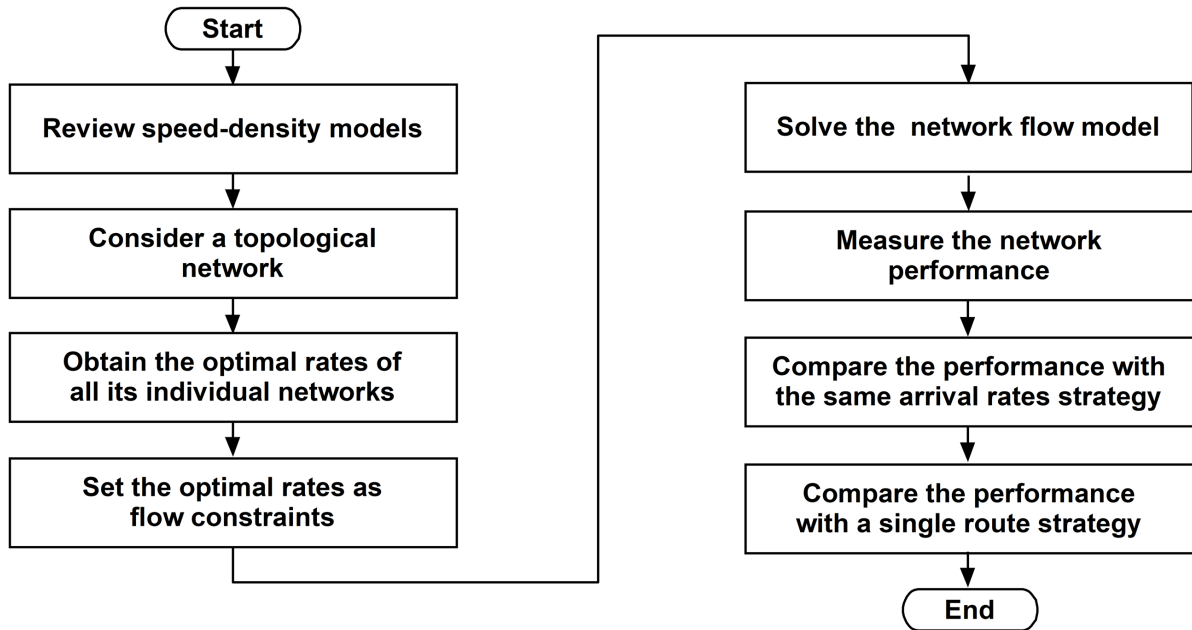 Start
Review speed-density models
Consider a topological
network
Obtain the optimal rates of
all its individual networks
Set the optimal rates as
flow constraints
Solve the network flow model
Measure the network
performance
Compare the performance with
the same arrival rates strategy
Compare the performance
with a single route strategy
End